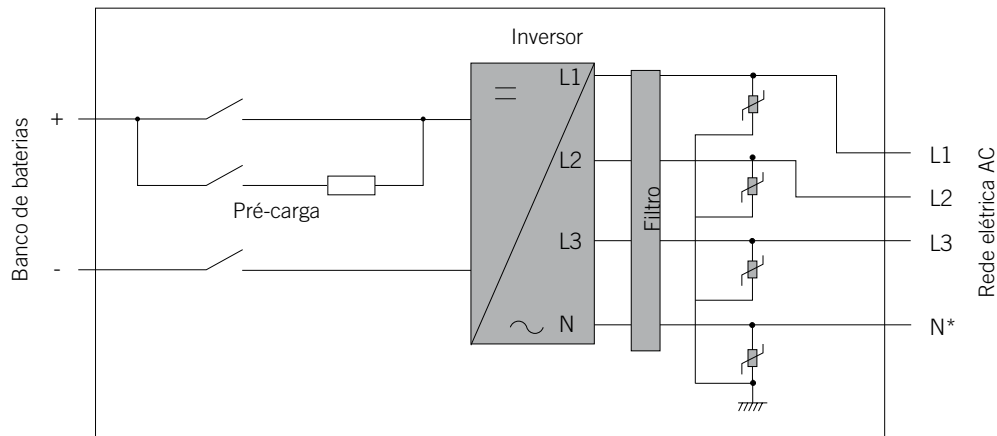 Inversor
Banco de baterias
+
-
Pré-carga
L1
L2
L3
N
Filtro
L1
L2
L3
N*
Rede elétrica AC